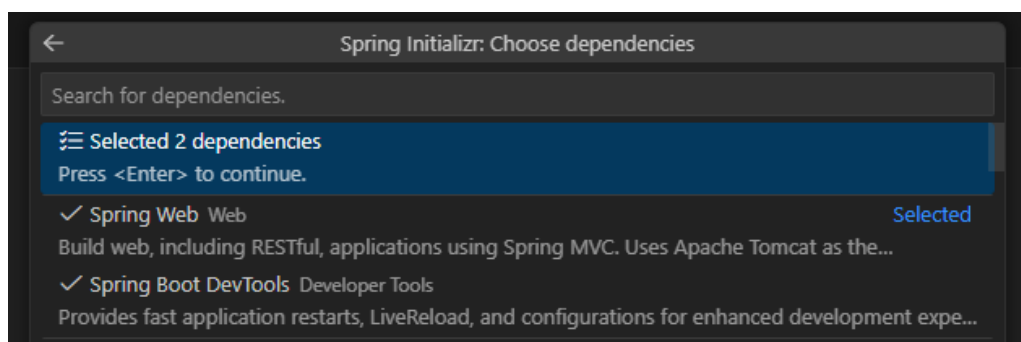 Spring Initializr: Choose dependencies
Search for dependencies.
Selected 2 dependencies
Press <Enter> to continue.
Spring Web Web Selected
Build web, including RESTful, applications using Spring MVC. Uses Apache Tomcat as the...
Spring Boot DevTools Developer Tools
Provides fast application restarts, LiveReload, and configurations for enhanced development expe...